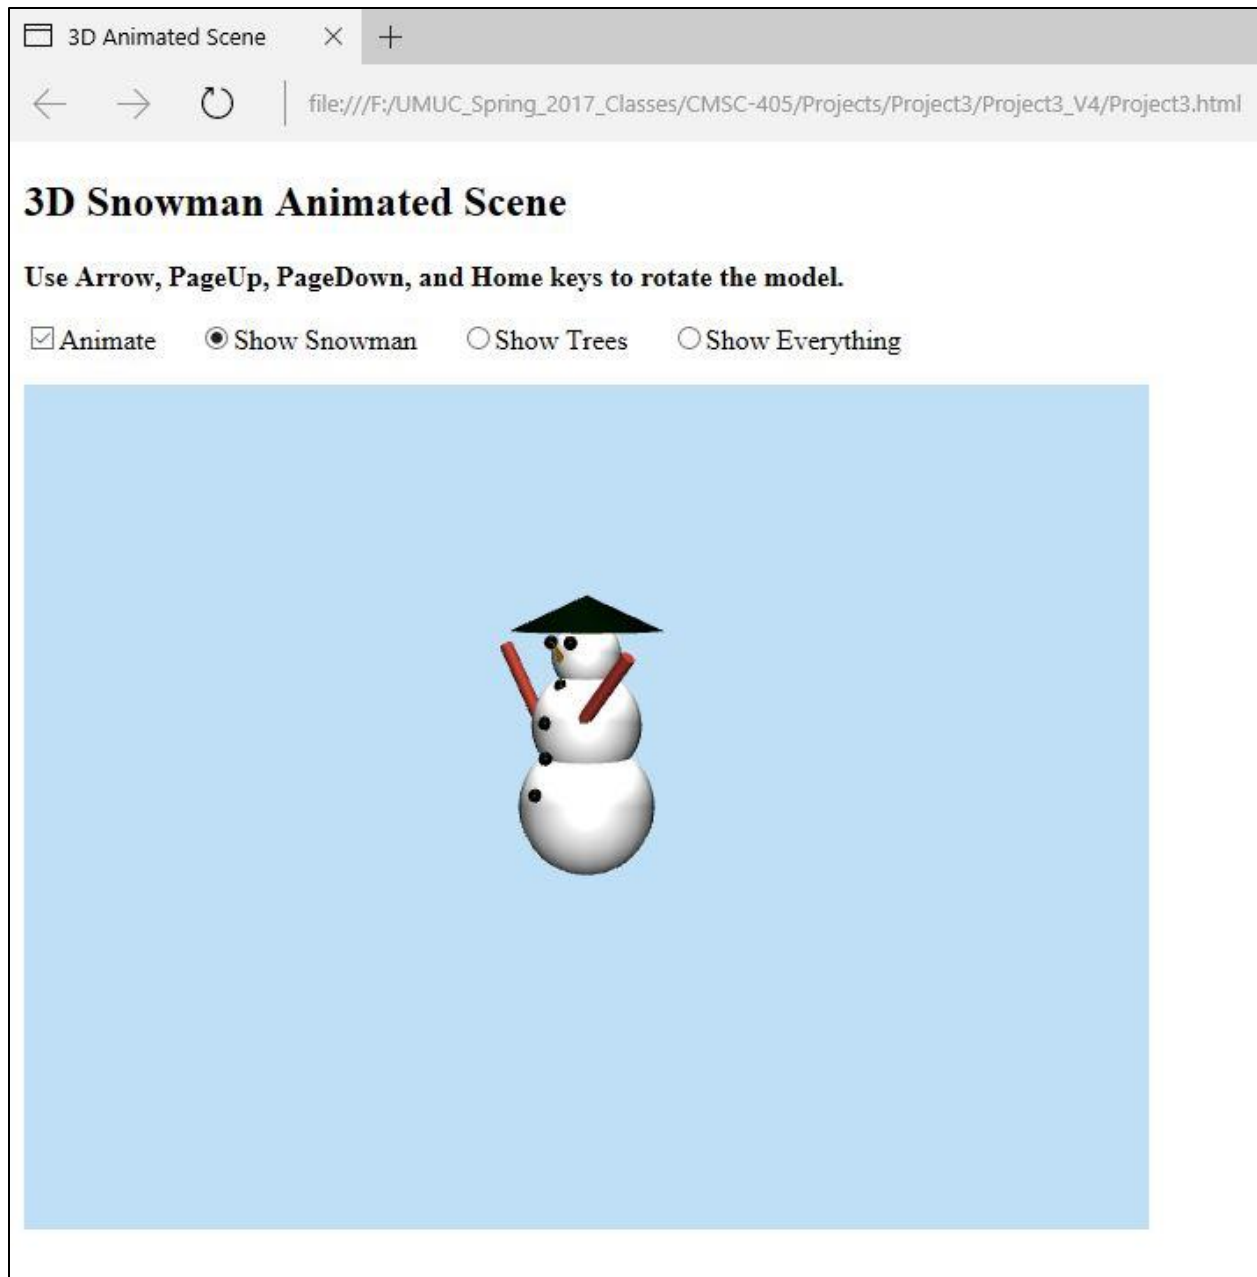 3D Animated Scene
file:///F:/UMUC_Spring_2017_Classes/CMSC-405/Projects/Project3/Project3_V4/Project3.html
3D Snowman Animated Scene
Use Arrow, PageUp, PageDown, and Home keys to rotate the model.
Animate Show Snowman Show Trees Show Everything